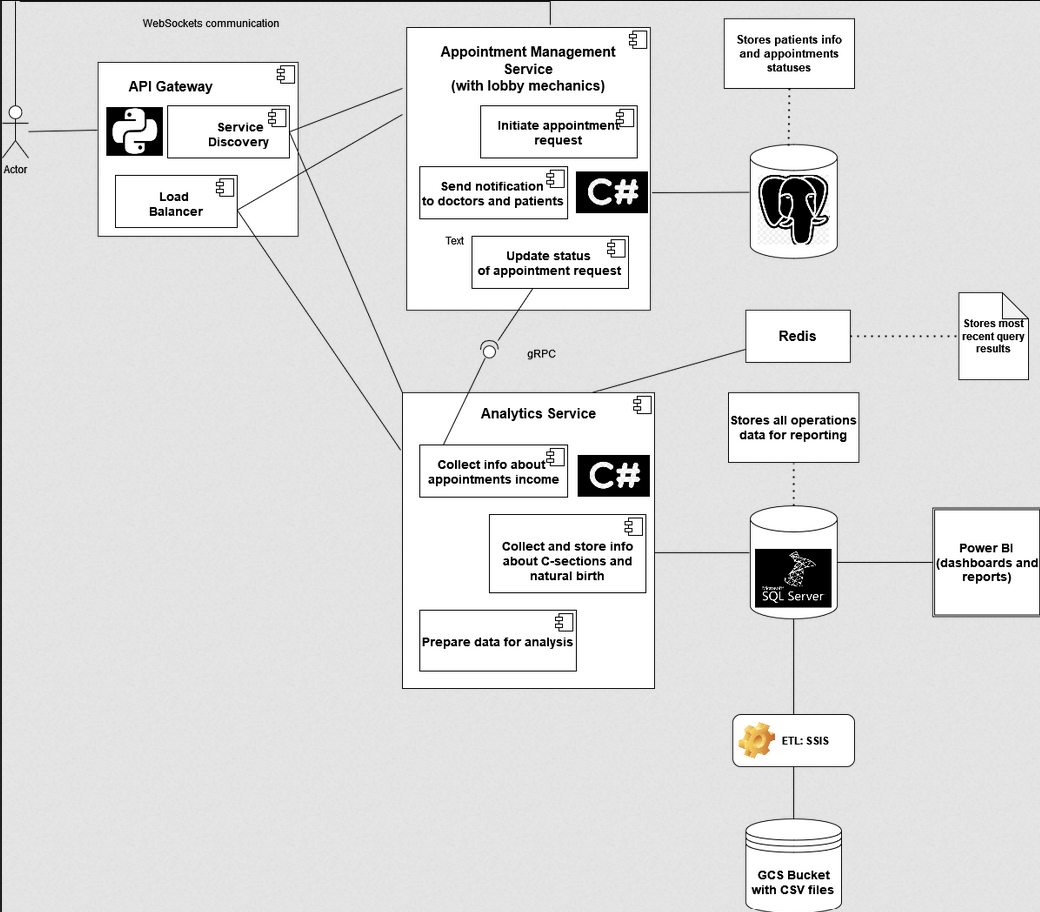 WebSockets communication
Actor
API Gateway
Service
Discovery
Load
Balancer
Appointment Management
Service
(with lobby mechanics)
Initiate appointment
request
Send notification
to doctors and patients
C#
Text
Update status
of appointment request
Stores patients info
and appointments
statuses
gRPC
Redis
Stores most
recent query
results
Analytics Service
Collect info about
appointments income
C#
Collect and store info
about C-sections and
natural birth
Prepare data for analysis
Stores all operations
data for reporting
Microsoft
SQL Server
Power BI
(dashboards and
reports)
ETL: SSIS
GCS Bucket
with CSV files